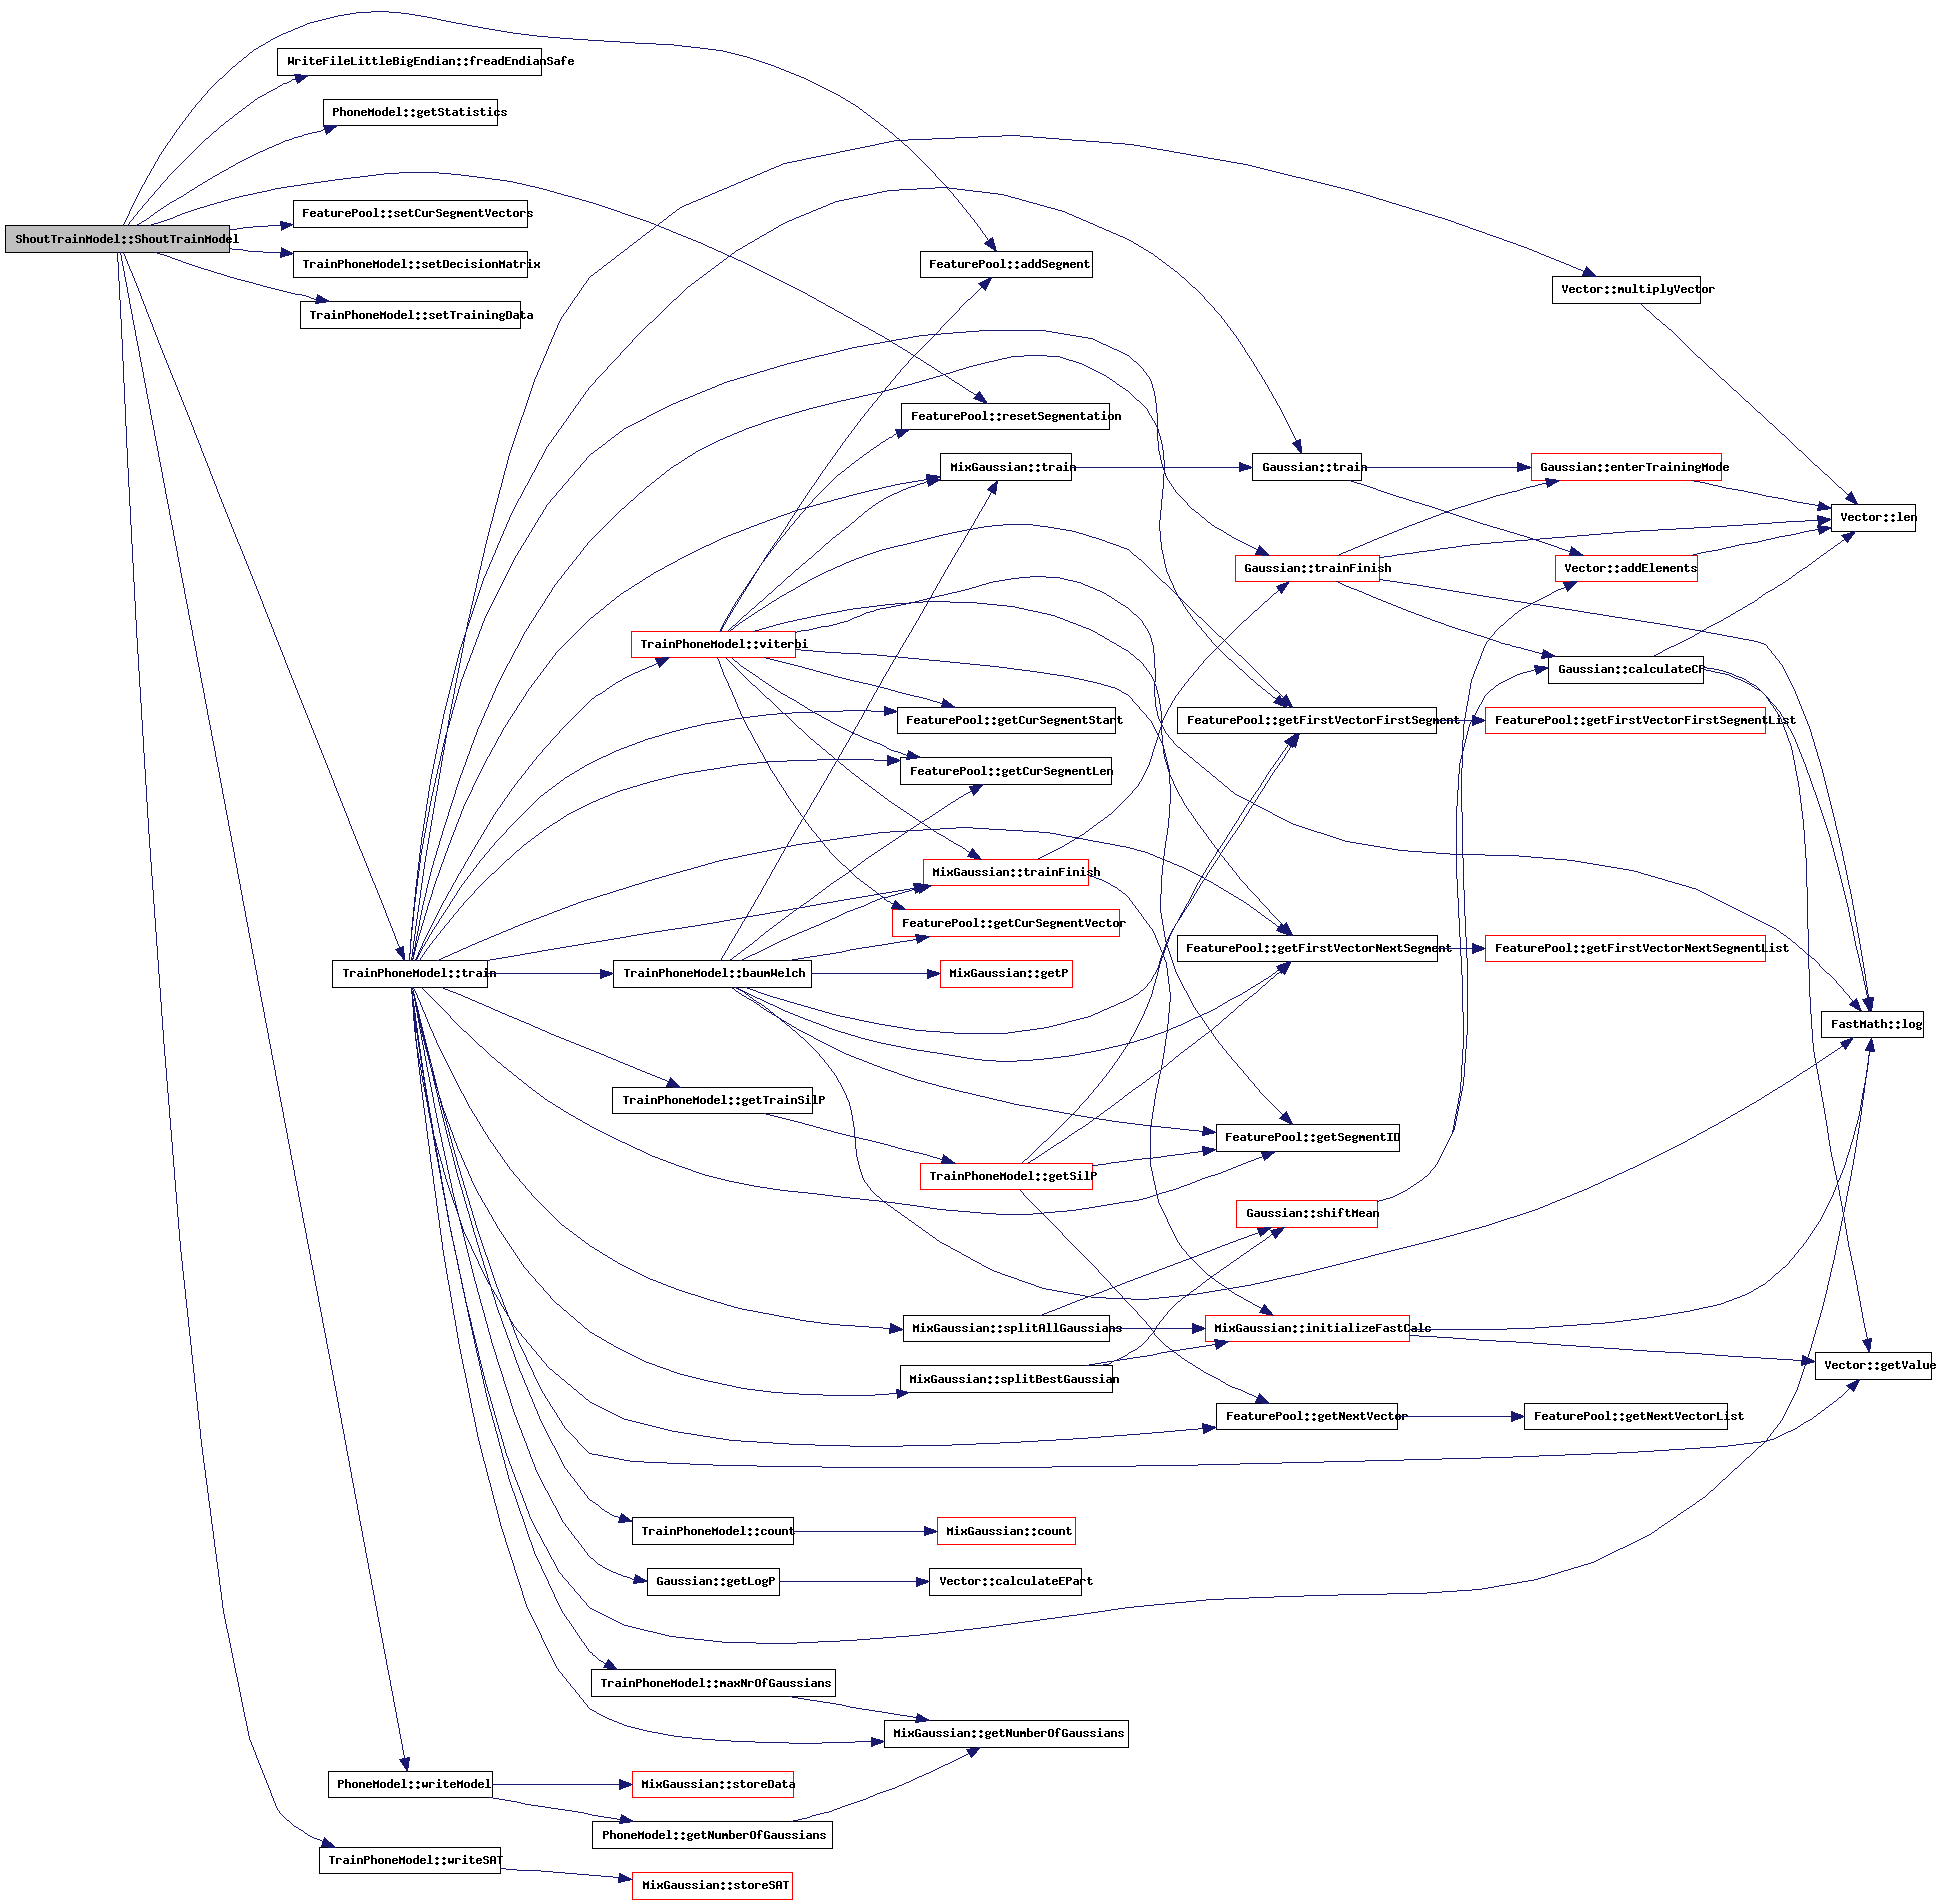 WriteFileLittleBigEndian::freadEndianSafe
PhoneModel::getStatistics
FeaturePool::setCurSegmentVectors
ShoutTrainModel::ShoutTrainModel
TrainPhoneModel::setDecisionMatrix
TrainPhoneModel::setTrainingData
FeaturePool::addSegment
Vector::multiplyVector
FeaturePool::resetSegmentation
MixGaussian::train
Gaussian::train
Gaussian::enterTrainingMode
Vector::len
Gaussian::trainFinish
Vector::addElements
TrainPhoneModel::viterbi
Gaussian::calculateCP
FeaturePool::getCurSegmentStart
FeaturePool::getFirstVectorFirstSegment
FeaturePool::getFirstVectorFirstSegmentList
FeaturePool::getCurSegmentLen
MixGaussian::trainFinish
FeaturePool::getCurSegmentVector
FeaturePool::getFirstVectorNextSegment
FeaturePool::getFirstVectorNextSegmentList
TrainPhoneModel::train
TrainPhoneModel::baumWelch
MixGaussian::getP
FastMath::log
TrainPhoneModel::getTrainSilP
FeaturePool::getSegmentID
TrainPhoneModel::getSilP
Gaussian::shiftMean
MixGaussian::splitAllGaussians
MixGaussian::initializeFastCalc
Vector::getValue
MixGaussian::splitBestGaussian
FeaturePool::getNextVector
FeaturePool::getNextVectorList
TrainPhoneModel::count
MixGaussian::count
Gaussian::getLogP
Vector::calculateEPart
TrainPhoneModel::maxNrOfGaussians
MixGaussian::getNumberOfGaussians
PhoneModel::writeModel
MixGaussian::storeData
PhoneModel::getNumberOfGaussians
TrainPhoneModel::writeSAT
MixGaussian::storeSAT